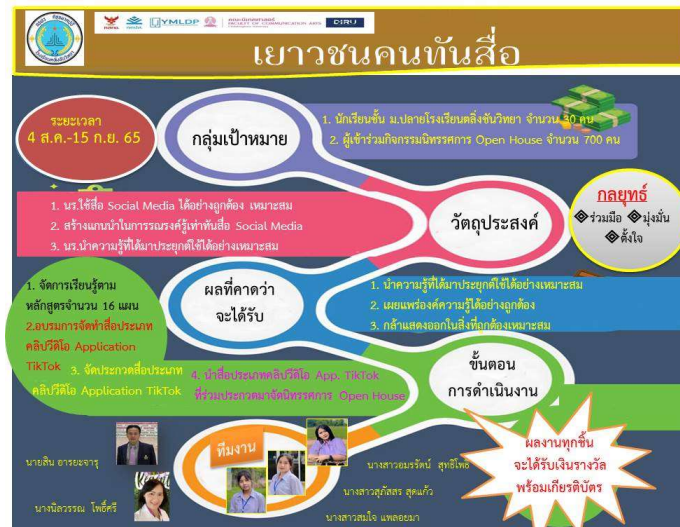 YMLDP
คณะนิเทศศาสตร์
FACULTY OF COMMUNICATION ARTS
DIRU
เยาวชนคนทันสื่อ
ระยะเวลา
4 ส.ค.-15 ก.ย. 65
กลุ่มเป้าหมาย
1. นักเรียนชั้น ม.ปลายโรงเรียนตลิ่งชันวิทยา จำนวน 30 คน
2. ผู้เข้าร่วมกิจกรรมนิทรรศการ Open House จำนวน 700 คน
1. นร.ใช้สื่อ Social Media ได้อย่างถูกต้อง เหมาะสม
2. สร้างแกนนำในการรณรงค์รู้เท่าทันสื่อ Social Media
3. นร.นำความรู้ที่ได้มาประยุกต์ใช้ได้อย่างเหมาะสม
วัตถุประสงค์
กลยุทธ์
❖ร่วมมือ ❖มุ่งมั่น
❖ตั้งใจ
1. จัดการเรียนรู้ตาม
หลักสูตรจำนวน 16 แผน
2.อบรมการจัดทำสื่อประเภท
คลิปวีดีโอ Application
TikTok
3. จัดประกวดสื่อประเภท
คลิปวีดีโอ Application TikTok
4. นำสื่อประเภทคลิปวีดีโอ App. TikTok
ที่ร่วมประกวดมาจัดนิทรรศการ Open House
ผลที่คาดว่า
จะได้รับ
1. นำความรู้ที่ได้มาประยุกต์ใช้ได้อย่างเหมาะสม
2. เผยแพร่องค์ความรู้ได้อย่างถูกต้อง
3. กล้าแสดงออกในสิ่งที่ถูกต้องเหมาะสม
ขั้นตอน
การดำเนินงาน
ทีมงาน
นายสิน อารยะจารุ
นางนิลวรรณ โพธิ์ศรี
นางสาวอมรรัตน์ สุทธิโพธิ์
นางสาวสุภัสสร สุดแก้ว
นางสาวสมใจ แพลอยมา
ผลงานทุกชิ้น
จะได้รับเงินรางวัล
พร้อมเกียรติบัตร